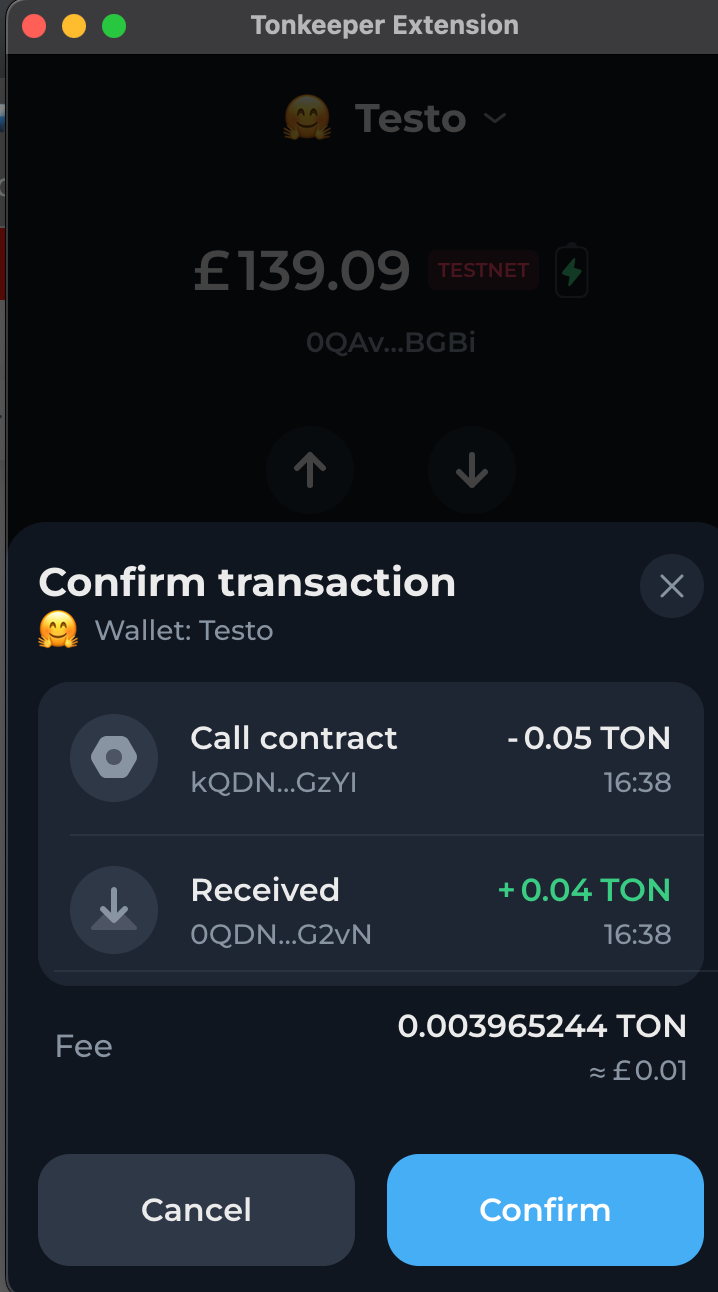 Tonkeeper Extension
Testo
£139.09 TESTNET
0QAv...BGBi
Confirm transaction
Wallet: Testo
Call contract -0.05 TON
kQDN...GzYI 16:38
Received +0.04 TON
0QDN...G2vN 16:38
Fee 0.003965244 TON
≈ £0.01
Cancel Confirm